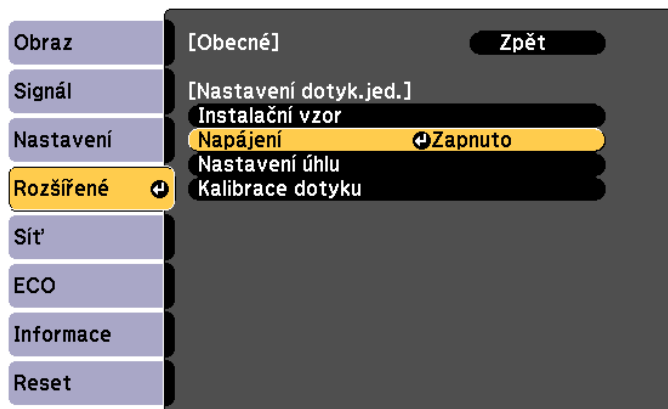 Obraz
Signál
Nastavení
Rozšířené
Síť
ECO
Informace
Reset
[Obecné] Zpět
[Nastavení dotyk.jed.]
Instalační vzor
Napájení Zapnuto
Nastavení úhlu
Kalibrace dotyku